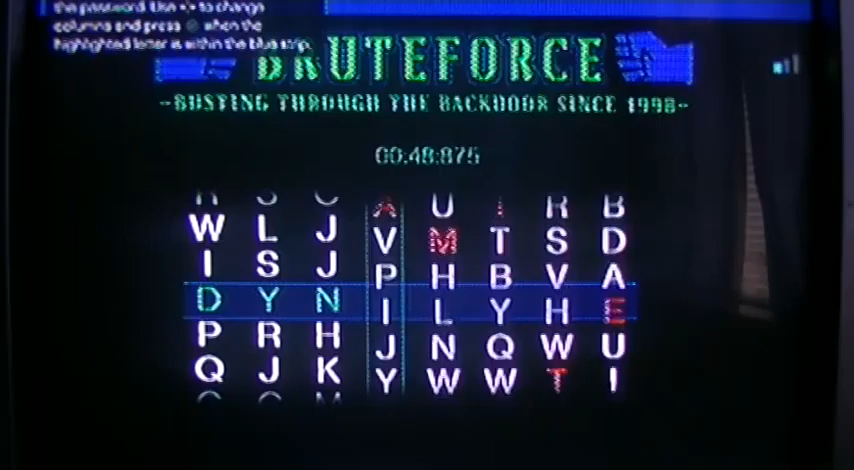 the password. Use <> to change
columns and press when the
highlighted letter is within the blue strip.
BRUTEFORCE
-BUSTING THROUGH THE BACKDOOR SINCE 1998-
00:48:875
U R B
W L J V M T S D
I S J P H B V A
D Y N I L Y H E
P R H J N Q W U
Q J K Y W W T I